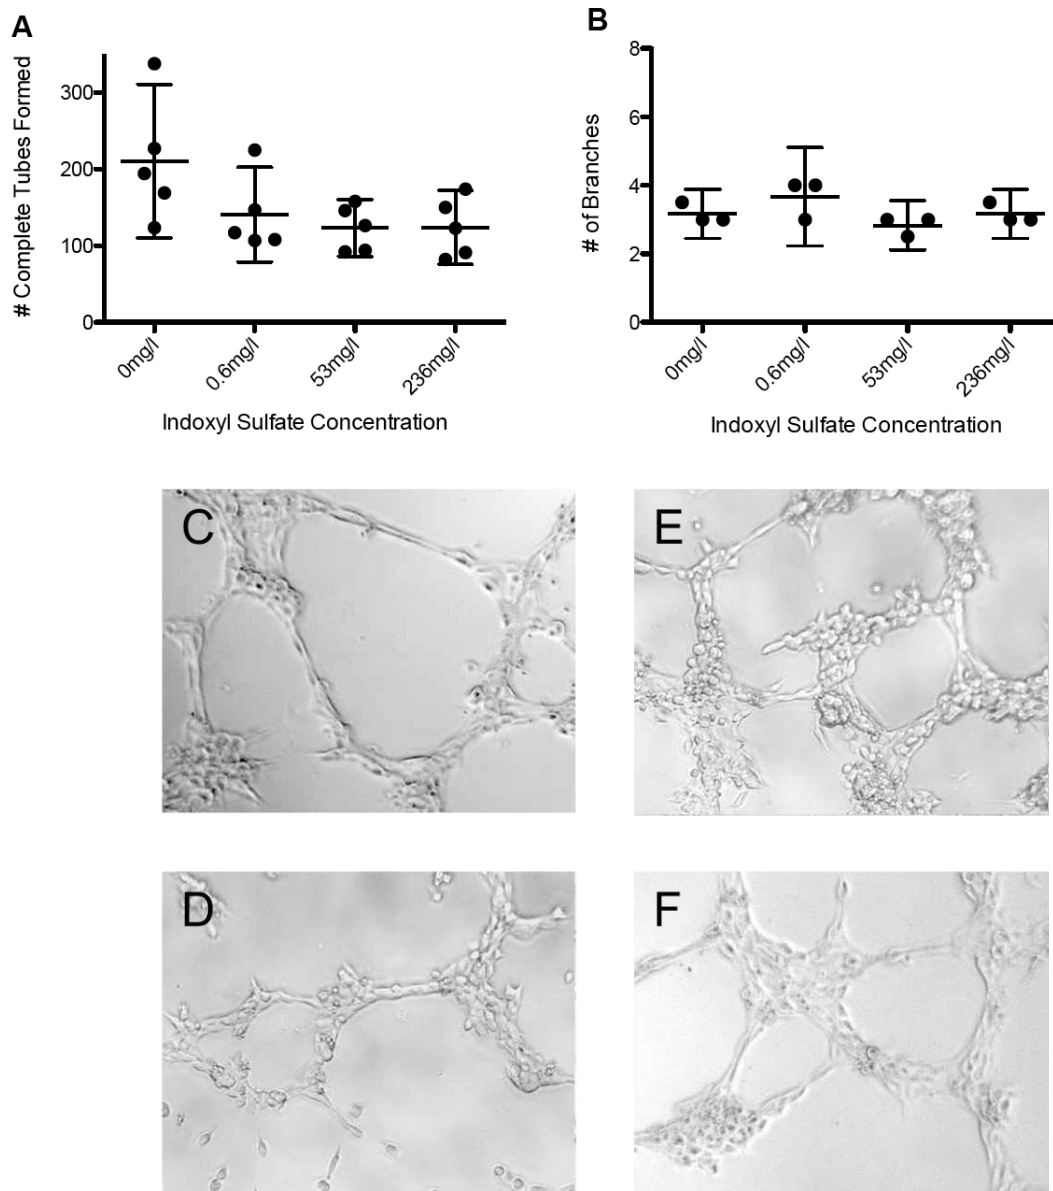 A
# Complete Tubes Formed
300
200
100
0
0mg/l
0.6mg/l
53mg/l
236mg/l
Indoxyl Sulfate Concentration
B
# of Branches
8
6
4
2
0
0mg/l
0.6mg/l
53mg/l
236mg/l
Indoxyl Sulfate Concentration
C
E
D
F